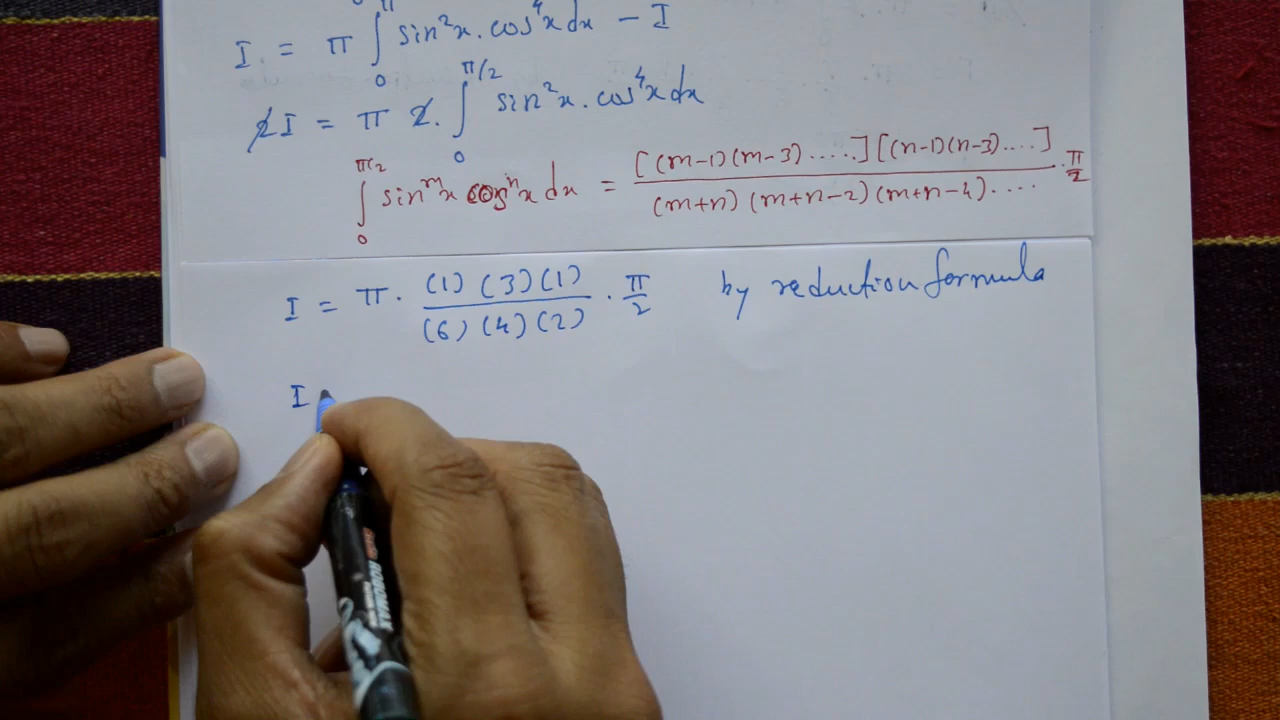 I = π ∫₀^π sin²x . cos⁴x dx − I
2I = π 2. ∫₀^π/2 sin²x . cos⁴x dx
∫₀^π/2 sinᵐx cosⁿx dx = [(m-1)(m-3).....][(n-1)(n-3)....] / (m+n)(m+n-2)(m+n-4)..... . π/2
I = π . (1)(3)(1) / (6)(4)(2) . π/2 by reduction formula
I